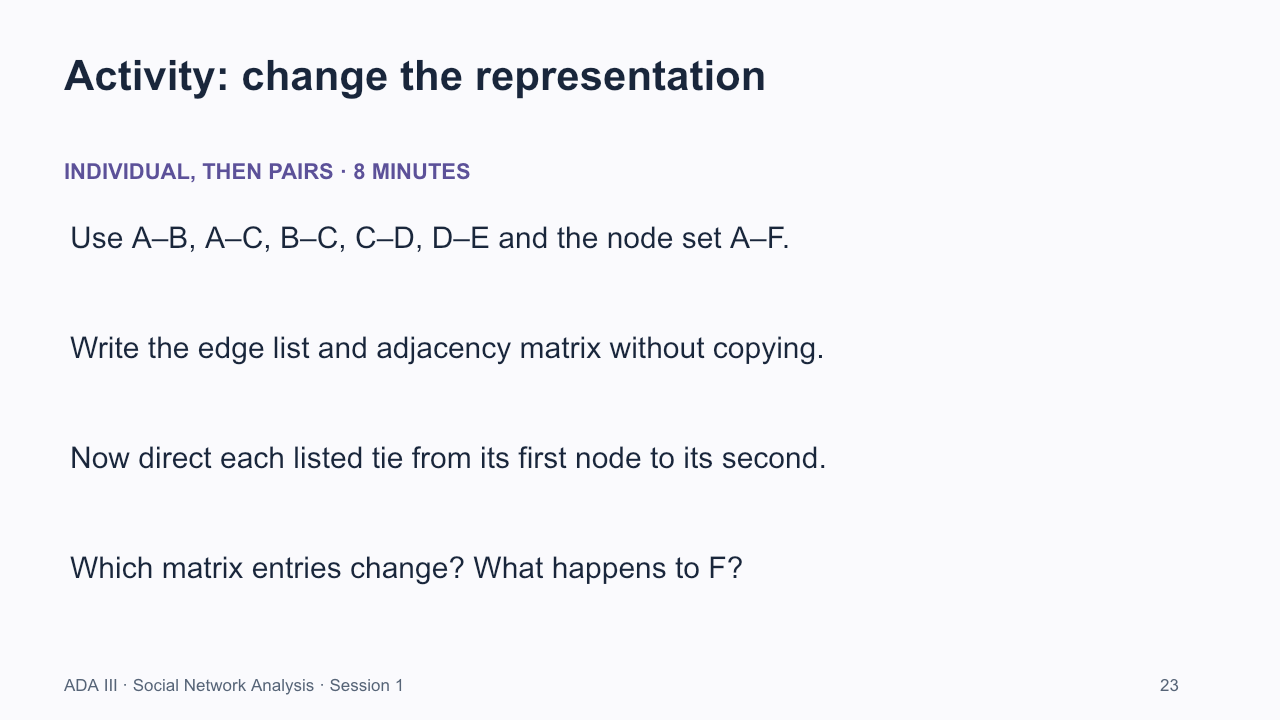 Activity: change the representation
INDIVIDUAL, THEN PAIRS · 8 MINUTES
Use A–B, A–C, B–C, C–D, D–E and the node set A–F.
Write the edge list and adjacency matrix without copying.
Now direct each listed tie from its first node to its second.
Which matrix entries change? What happens to F?
ADA III · Social Network Analysis · Session 1
23